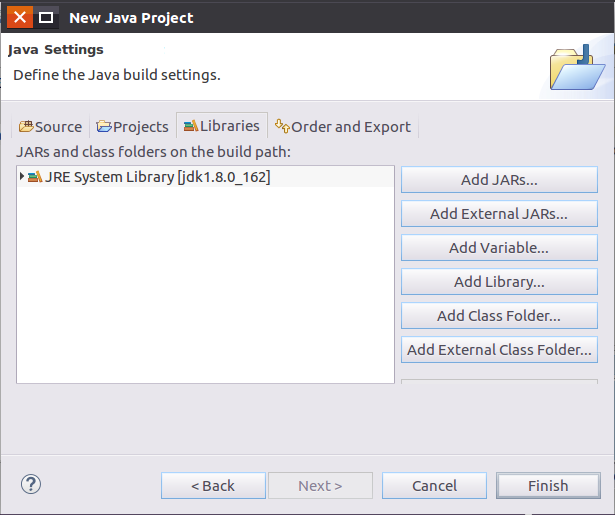 New Java Project
Java Settings
Define the Java build settings.
Source Projects Libraries Order and Export
JARs and class folders on the build path:
JRE System Library [jdk1.8.0_162]
Add JARs...
Add External JARs...
Add Variable...
Add Library...
Add Class Folder...
Add External Class Folder...
? < Back Next > Cancel Finish